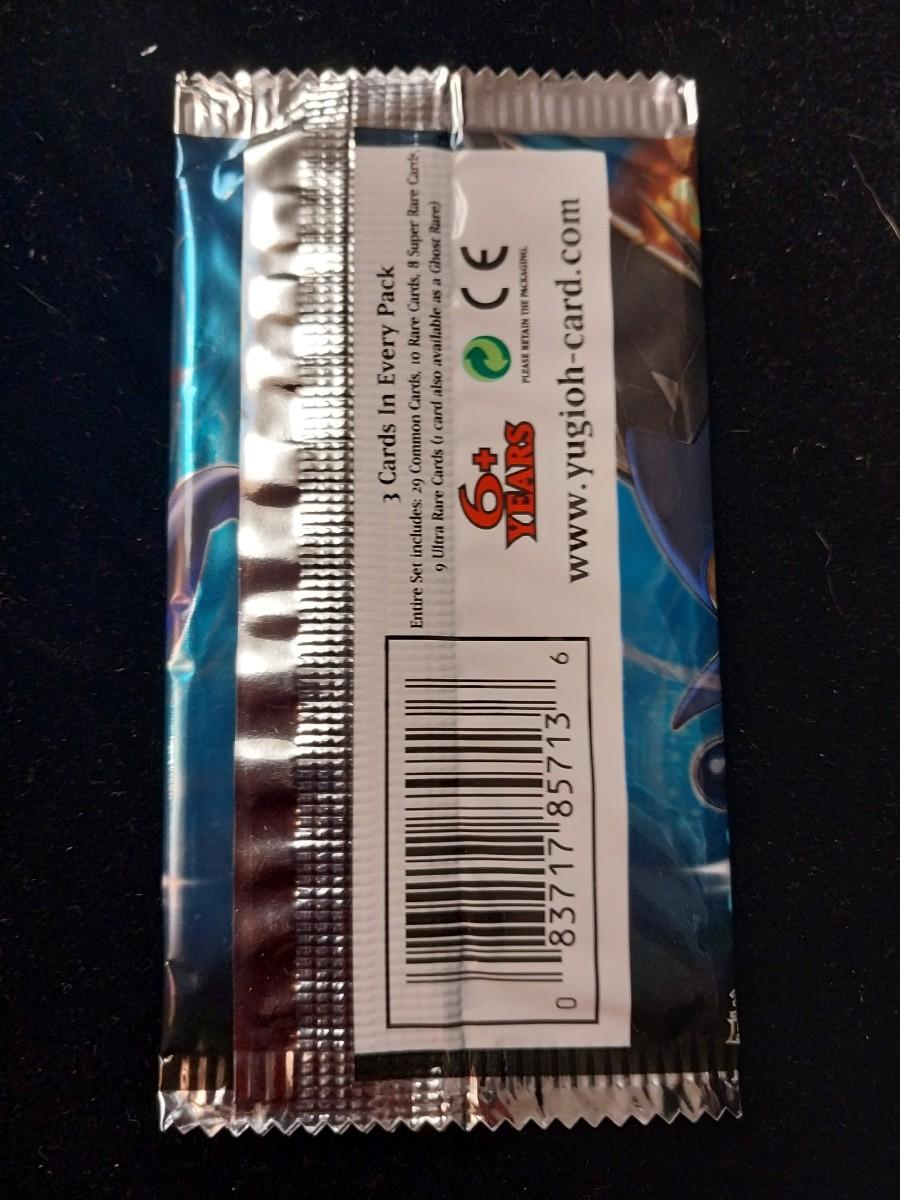 3 Cards In Every Pack
Entire Set includes: 29 Common Cards, 10 Rare Cards, 8 Super Rare Cards,
9 Ultra Rare Cards (1 card also available as a Ghost Rare)
6+
YEARS
CE
PLEASE RETAIN THE PACKAGING.
www.yugioh-card.com
0 83717 85713 6